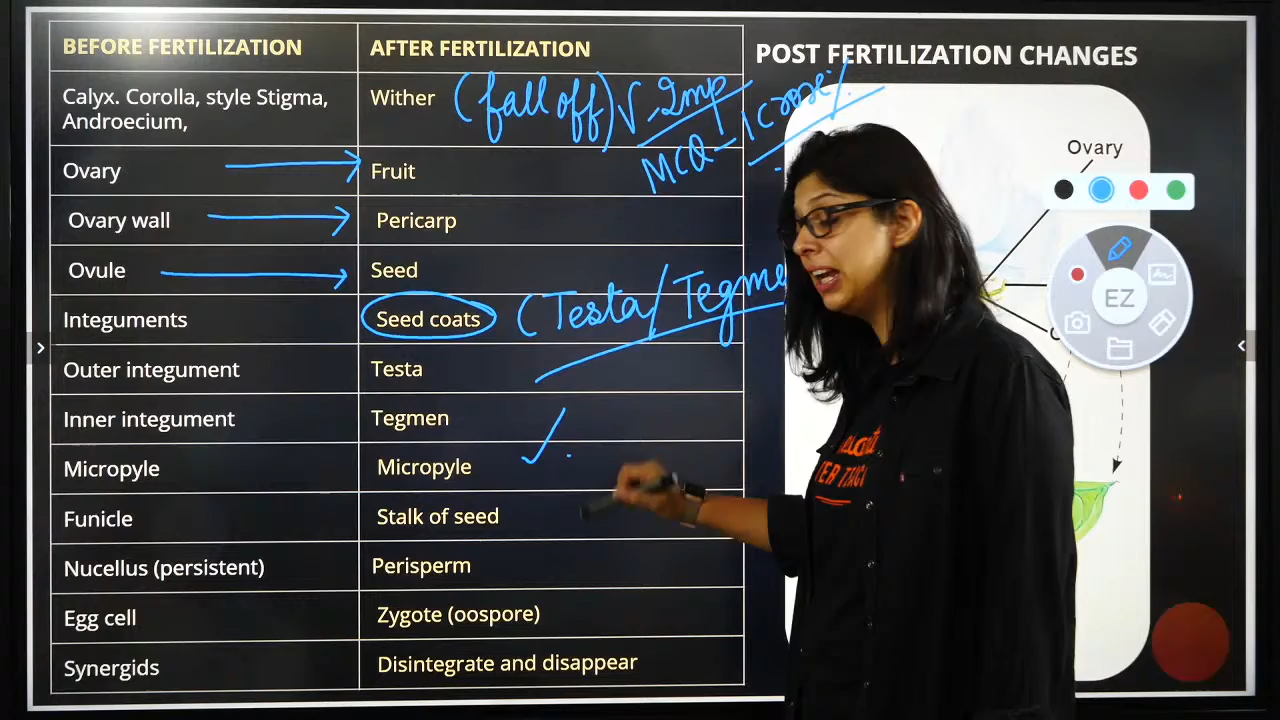 BEFORE FERTILIZATION
AFTER FERTILIZATION
POST FERTILIZATION CHANGES
Calyx. Corolla, style Stigma,
Androecium,
Wither
(fall off) √ Imp
MCQ - 1 crore%
Ovary
Ovary
Fruit
Ovary wall
Pericarp
Ovule
Seed
Integuments
Seed coats
(Testa/Tegme
Outer integument
Testa
Inner integument
Tegmen
Micropyle
Micropyle
Funicle
Stalk of seed
Nucellus (persistent)
Perisperm
Egg cell
Zygote (oospore)
Synergids
Disintegrate and disappear
EZ